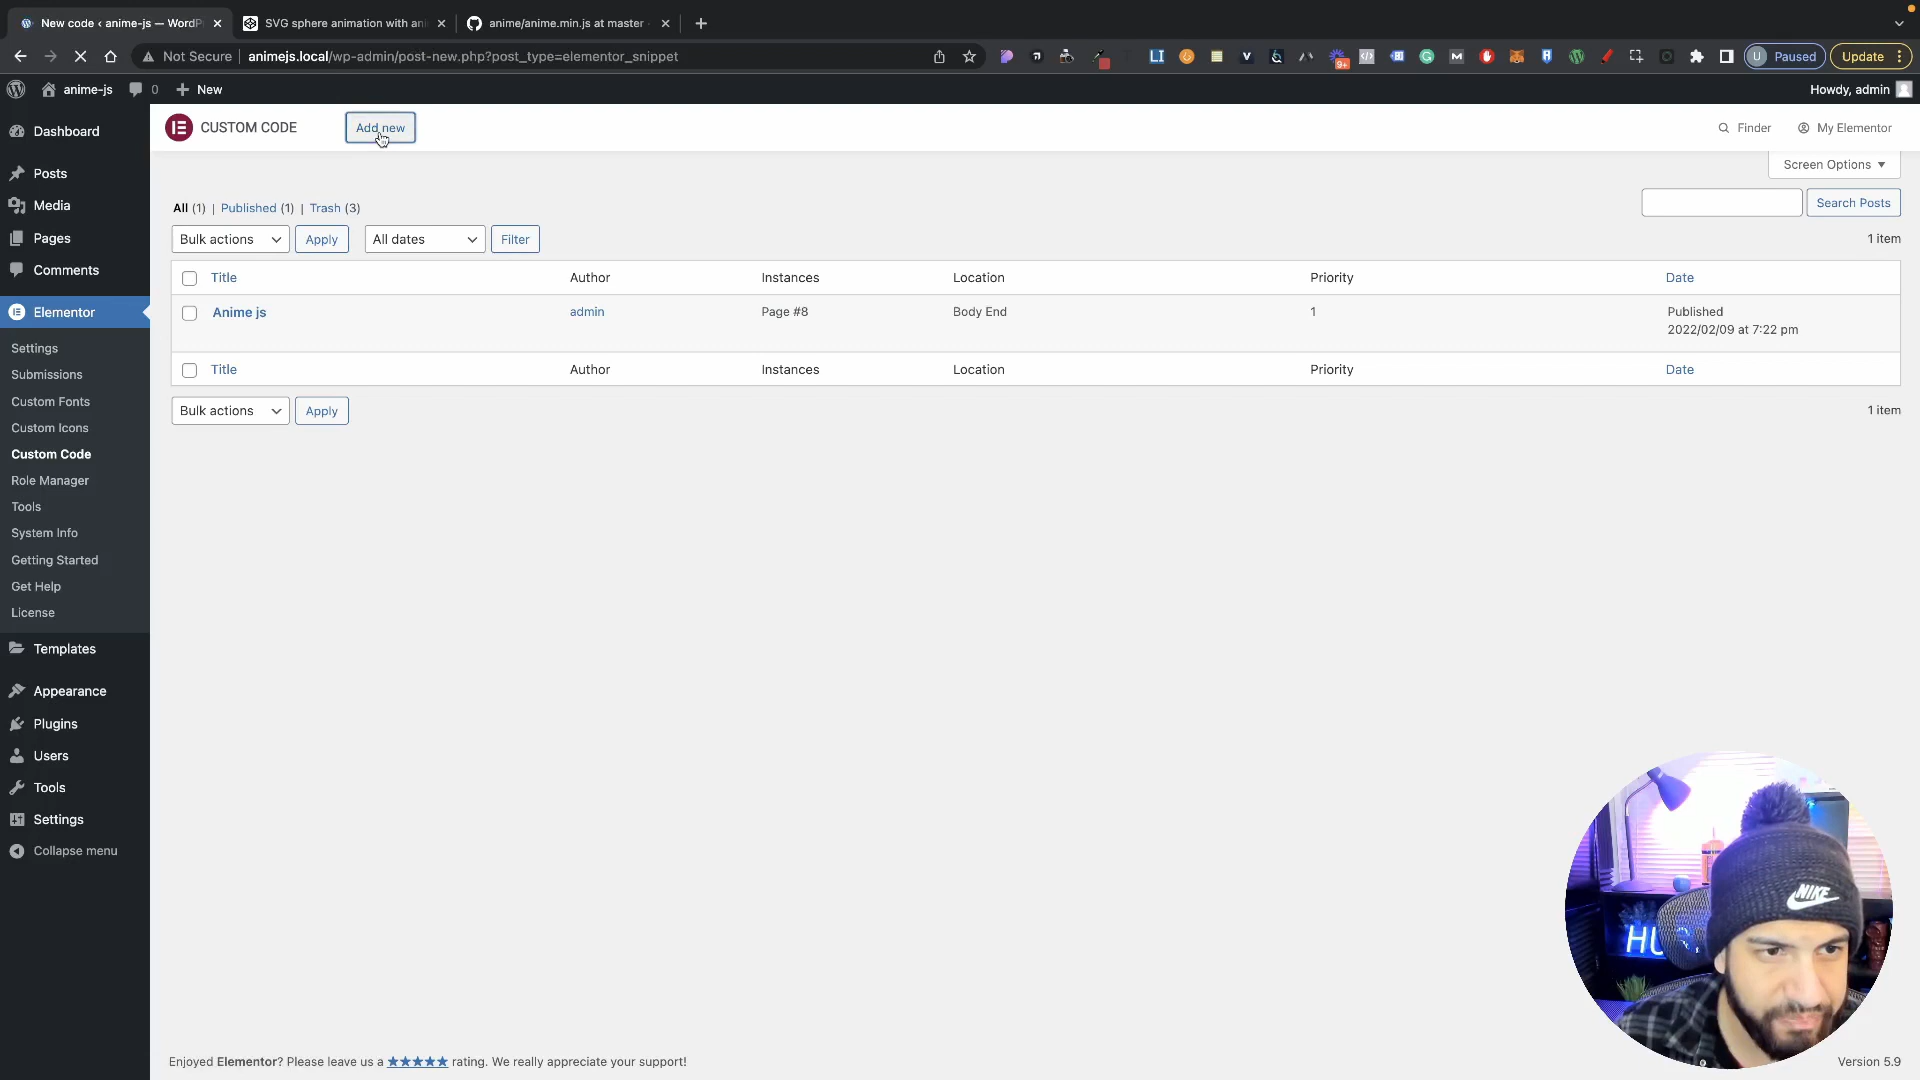 New code ‹ anime-js — WordP
SVG sphere animation with ani
anime/anime.min.js at master
Not Secure
animejs.local/wp-admin/post-new.php?post_type=elementor_snippet
Paused
Update
anime-js
0
New
Howdy, admin
Dashboard
Posts
Media
Pages
Comments
Elementor
Settings
Submissions
Custom Fonts
Custom Icons
Custom Code
Role Manager
Tools
System Info
Getting Started
Get Help
License
Templates
Appearance
Plugins
Users
Tools
Settings
Collapse menu
CUSTOM CODE
Add new
Finder
My Elementor
Screen Options
All (1) | Published (1) | Trash (3)
Search Posts
Bulk actions
Apply
All dates
Filter
1 item
Title Author Instances Location Priority Date
Anime js admin Page #8 Body End 1 Published
2022/02/09 at 7:22 pm
Title Author Instances Location Priority Date
Bulk actions
Apply
1 item
NIKE
Enjoyed Elementor? Please leave us a ★★★★★ rating. We really appreciate your support!
Version 5.9